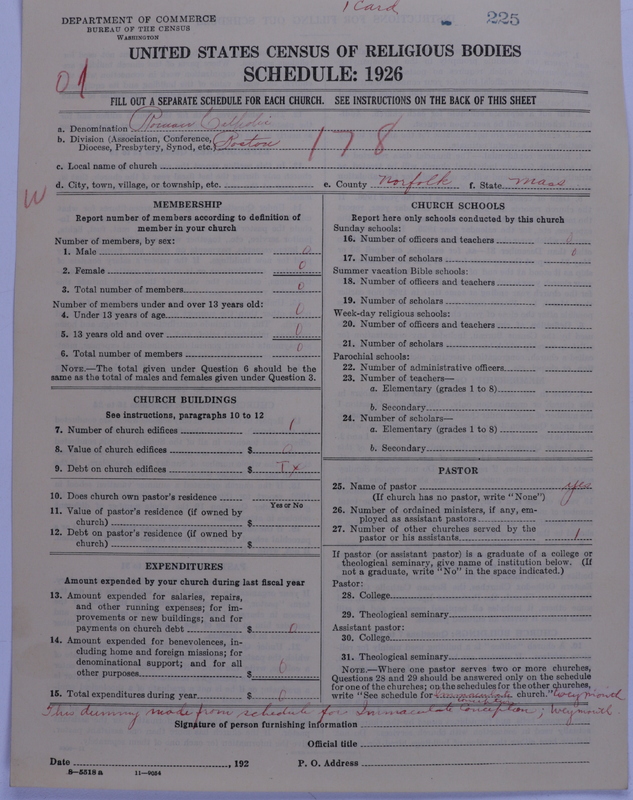 1 Card
DEPARTMENT OF COMMERCE
BUREAU OF THE CENSUS
WASHINGTON
225
UNITED STATES CENSUS OF RELIGIOUS BODIES
SCHEDULE: 1926
01
FILL OUT A SEPARATE SCHEDULE FOR EACH CHURCH. SEE INSTRUCTIONS ON THE BACK OF THIS SHEET
a. Denomination Roman Catholic
b. Division (Association, Conference, Diocese, Presbytery, Synod, etc.) Boston 178
c. Local name of church
d. City, town, village, or township, etc. e. County Norfolk f. State Mass
W
MEMBERSHIP
Report number of members according to definition of
member in your church
Number of members, by sex:
1. Male 0
2. Female 0
3. Total number of members 0
Number of members under and over 13 years old:
4. Under 13 years of age 0
5. 13 years old and over 0
6. Total number of members 0
NOTE.—The total given under Question 6 should be the
same as the total of males and females given under Question 3.
CHURCH BUILDINGS
See instructions, paragraphs 10 to 12
7. Number of church edifices 1
8. Value of church edifices $ 0
9. Debt on church edifices $ Tx
10. Does church own pastor's residence
Yes or No
11. Value of pastor's residence (if owned by
church) $
12. Debt on pastor's residence (if owned by
church) $
EXPENDITURES
Amount expended by your church during last fiscal year
13. Amount expended for salaries, repairs,
and other running expenses; for im-
provements or new buildings; and for
payments on church debt $ 0
14. Amount expended for benevolences, in-
cluding home and foreign missions; for
denominational support; and for all
other purposes $ 0
15. Total expenditures during year $ 0
CHURCH SCHOOLS
Report here only schools conducted by this church
Sunday schools:
16. Number of officers and teachers 0
17. Number of scholars 0
Summer vacation Bible schools:
18. Number of officers and teachers
19. Number of scholars
Week-day religious schools:
20. Number of officers and teachers
21. Number of scholars
Parochial schools:
22. Number of administrative officers
23. Number of teachers—
a. Elementary (grades 1 to 8)
b. Secondary
24. Number of scholars—
a. Elementary (grades 1 to 8)
b. Secondary
PASTOR
25. Name of pastor yes
(If church has no pastor, write "None")
26. Number of ordained ministers, if any, em-
ployed as assistant pastors
27. Number of other churches served by the
pastor or his assistants 1
If pastor (or assistant pastor) is a graduate of a college or
theological seminary, give name of institution below. (If
not a graduate, write "No" in the space indicated.)
Pastor:
28. College
29. Theological seminary
Assistant pastor:
30. College
31. Theological seminary
NOTE.—Where one pastor serves two or more churches,
Questions 28 and 29 should be answered only on the schedule
for one of the churches; on the schedules for the other churches,
write "See schedule for Immaculate Conception church." Weymouth
This dummy made from schedule for Immaculate Conception, Weymouth.
Signature of person furnishing information
Official title
Date , 192 P. O. Address
8—5518 a 11—9064